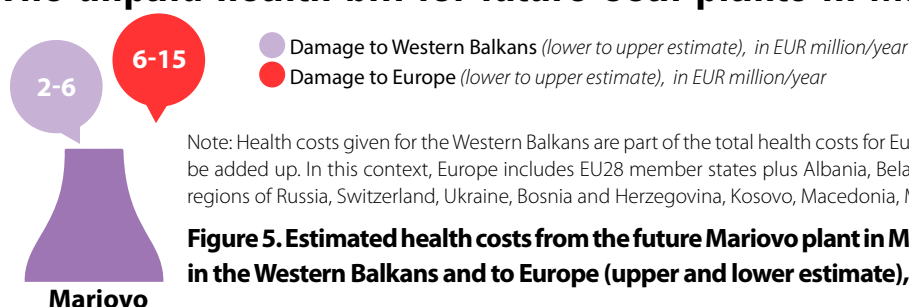 6-15
2-6
Damage to Western Balkans (lower to upper estimate), in EUR million/year
Damage to Europe (lower to upper estimate), in EUR million/year
Note: Health costs given for the Western Balkans are part of the total health costs for Eu
be added up. In this context, Europe includes EU28 member states plus Albania, Bela
regions of Russia, Switzerland, Ukraine, Bosnia and Herzegovina, Kosovo, Macedonia, M
Figure 5. Estimated health costs from the future Mariovo plant in M
in the Western Balkans and to Europe (upper and lower estimate),
Mariovo